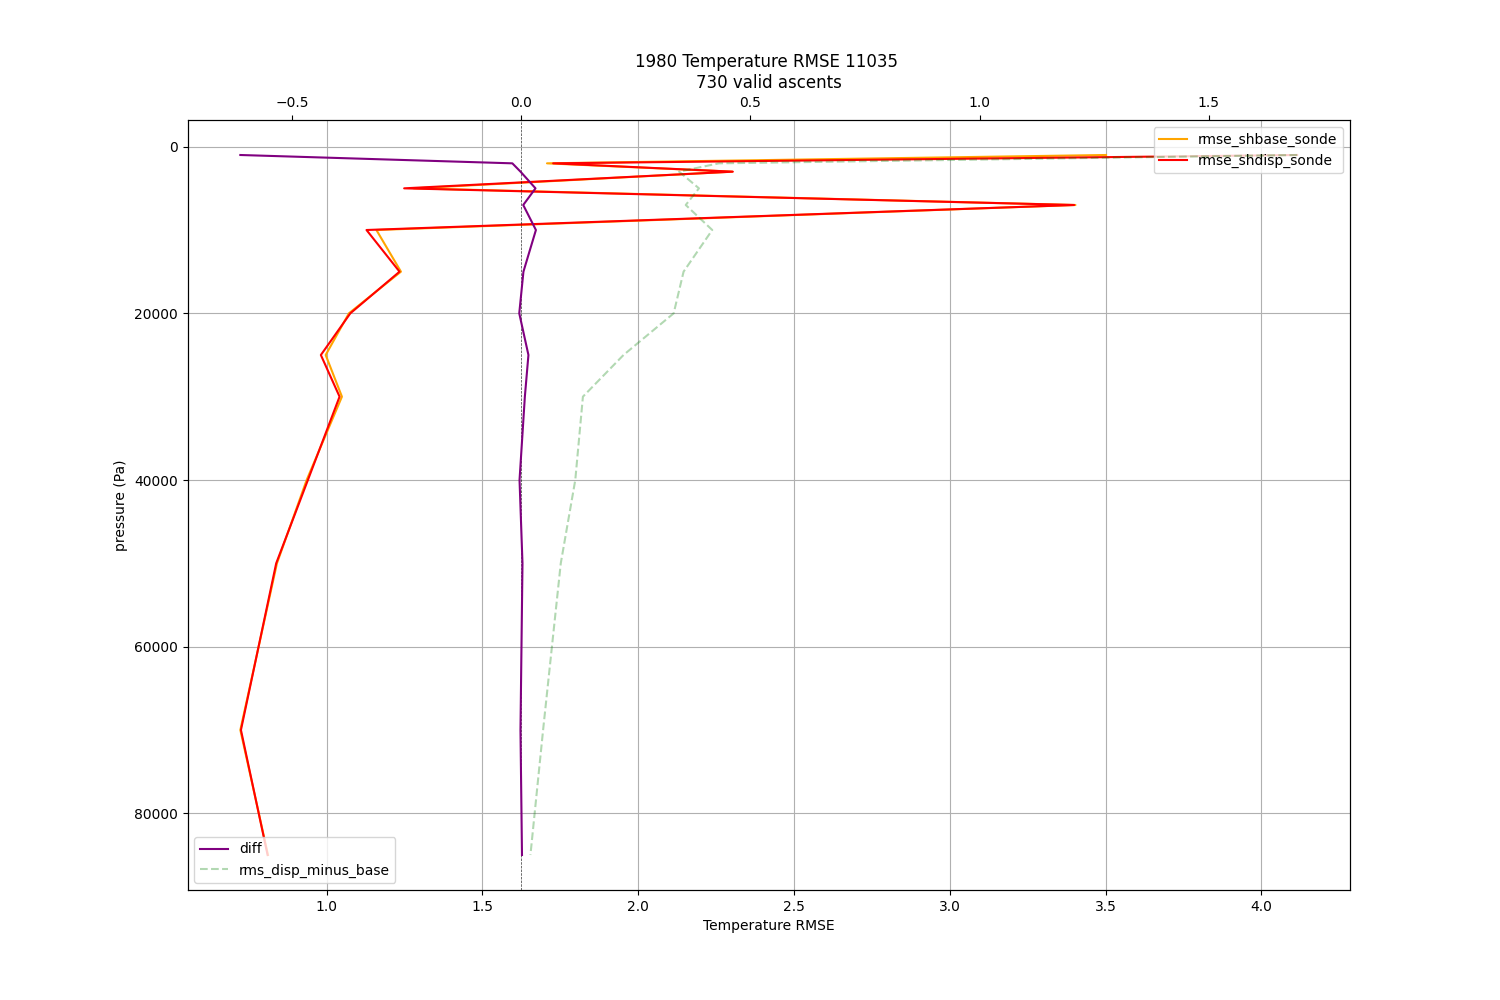 1980 Temperature RMSE 11035
730 valid ascents
−0.5
0.0
0.5
1.0
1.5
rmse_shbase_sonde
rmse_shdisp_sonde
0
20000
40000
60000
80000
pressure (Pa)
diff
rms_disp_minus_base
1.0
1.5
2.0
2.5
3.0
3.5
4.0
Temperature RMSE